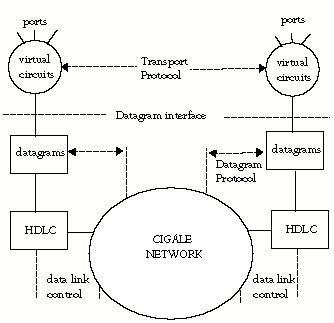 ports
ports
virtual
circuits
Transport
Protocol
virtual
circuits
Datagram interface
datagrams
datagrams
Datagram
Protocol
HDLC
HDLC
CIGALE
NETWORK
data link
control
data link
control